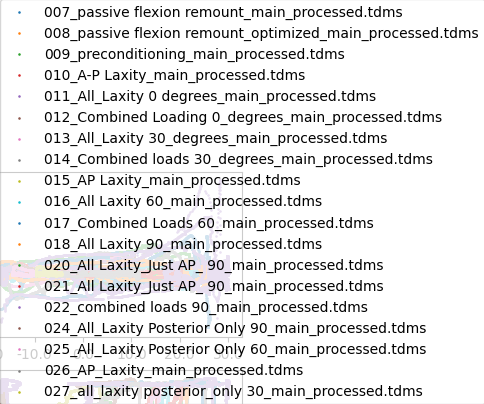 007_passive flexion remount_main_processed.tdms
008_passive flexion remount_optimized_main_processed.tdms
009_preconditioning_main_processed.tdms
010_A-P Laxity_main_processed.tdms
011_All_Laxity 0 degrees_main_processed.tdms
012_Combined Loading 0_degrees_main_processed.tdms
013_All_Laxity 30_degrees_main_processed.tdms
014_Combined loads 30_degrees_main_processed.tdms
015_AP Laxity_main_processed.tdms
016_All Laxity 60_main_processed.tdms
017_Combined Loads 60_main_processed.tdms
018_All Laxity 90_main_processed.tdms
020_All Laxity_Just AP_ 90_main_processed.tdms
021_All Laxity_Just AP_ 90_main_processed.tdms
022_combined loads 90_main_processed.tdms
024_All_Laxity Posterior Only 90_main_processed.tdms
025_All_Laxity Posterior Only 60_main_processed.tdms
026_AP_Laxity_main_processed.tdms
027_all_laxity posterior_only 30_main_processed.tdms